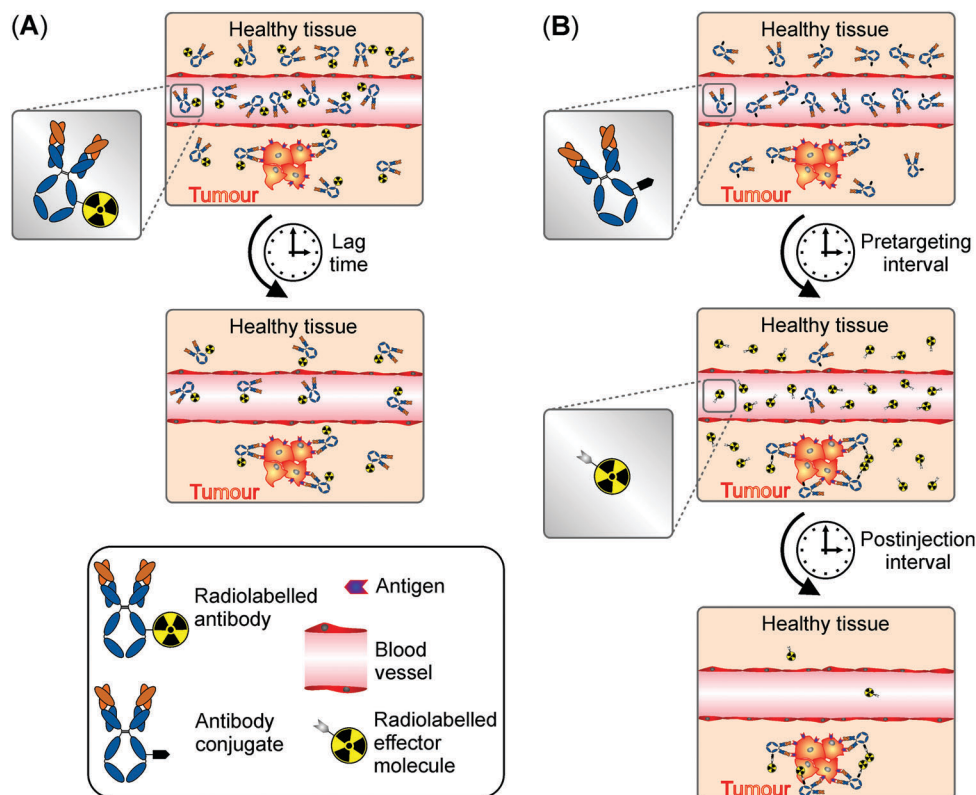 (A)
Healthy tissue
Tumour
Lag
time
Healthy tissue
Tumour
Radiolabelled
antibody
Antigen
Blood
vessel
Antibody
conjugate
Radiolabelled
effector
molecule
(B)
Healthy tissue
Tumour
Pretargeting
interval
Healthy tissue
Tumour
Postinjection
interval
Healthy tissue
Tumour